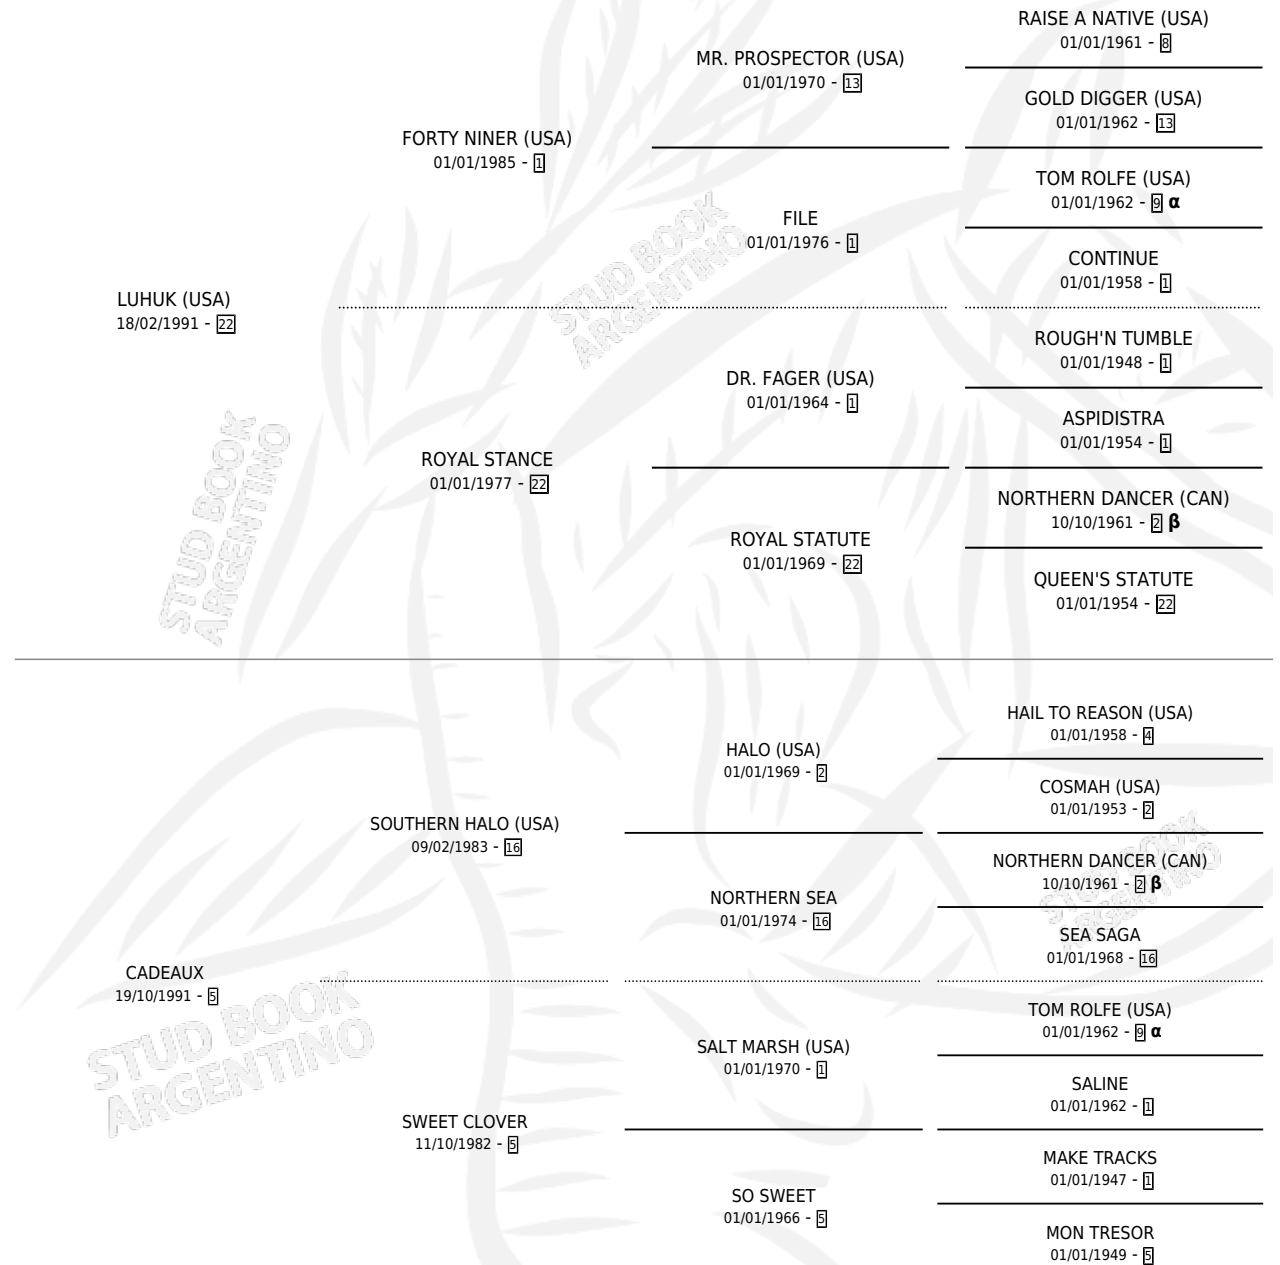 RAISE A NATIVE (USA)
01/01/1961 - 8
MR. PROSPECTOR (USA)
01/01/1970 - 13
GOLD DIGGER (USA)
01/01/1962 - 13
FORTY NINER (USA)
01/01/1985 - 1
TOM ROLFE (USA)
01/01/1962 - 9 α
FILE
01/01/1976 - 1
CONTINUE
01/01/1958 - 1
LUHUK (USA)
18/02/1991 - 22
ROUGH'N TUMBLE
01/01/1948 - 1
DR. FAGER (USA)
01/01/1964 - 1
ASPIDISTRA
01/01/1954 - 1
ROYAL STANCE
01/01/1977 - 22
NORTHERN DANCER (CAN)
10/10/1961 - 2 β
ROYAL STATUTE
01/01/1969 - 22
QUEEN'S STATUTE
01/01/1954 - 22
HAIL TO REASON (USA)
01/01/1958 - 4
HALO (USA)
01/01/1969 - 2
COSMAH (USA)
01/01/1953 - 2
SOUTHERN HALO (USA)
09/02/1983 - 16
NORTHERN DANCER (CAN)
10/10/1961 - 2 β
NORTHERN SEA
01/01/1974 - 16
SEA SAGA
01/01/1968 - 16
CADEAUX
19/10/1991 - 5
TOM ROLFE (USA)
01/01/1962 - 9 α
SALT MARSH (USA)
01/01/1970 - 1
SALINE
01/01/1962 - 1
SWEET CLOVER
11/10/1982 - 5
MAKE TRACKS
01/01/1947 - 1
SO SWEET
01/01/1966 - 5
MON TRESOR
01/01/1949 - 5
STUD BOOK
ARGENTINO
STUD BOOK
ARGENTINO
STUD BOOK
ARGENTINO
STUD BOOK
ARGENTINO